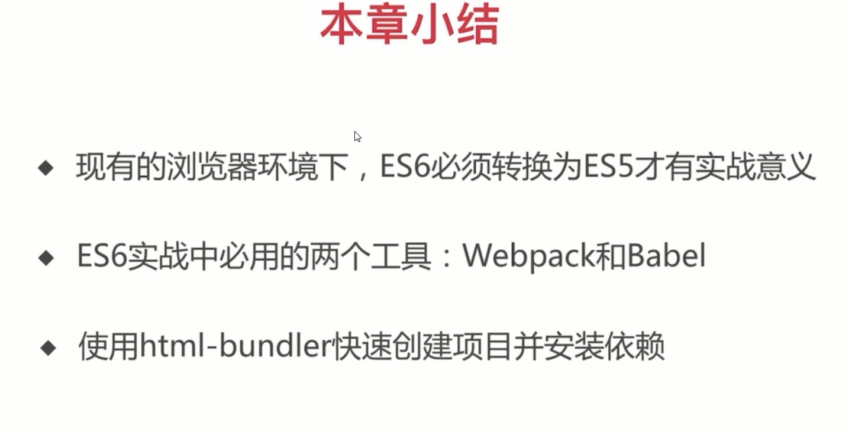 本章小结
◆ 现有的浏览器环境下，ES6必须转换为ES5才有实战意义
◆ ES6实战中必用的两个工具：Webpack和Babel
◆ 使用html-bundler快速创建项目并安装依赖